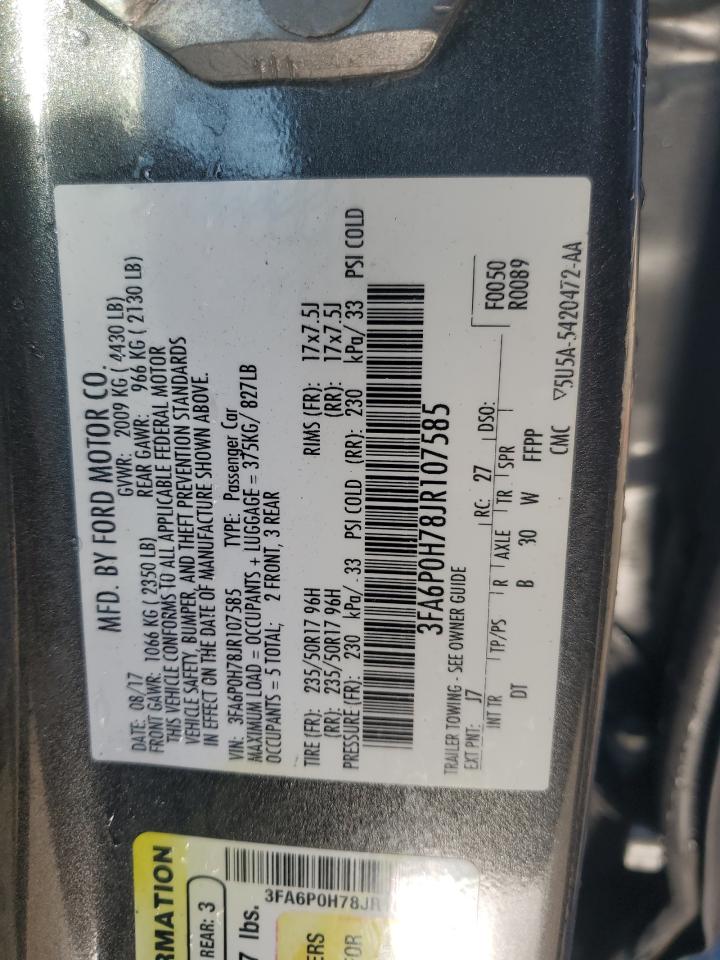 MFD. BY FORD MOTOR CO.
DATE: 08/17 GVWR: 2009 KG ( 4430 LB)
FRONT GAWR: 1066 KG ( 2350 LB) REAR GAWR: 966 KG ( 2130 LB)
THIS VEHICLE CONFORMS TO ALL APPLICABLE FEDERAL MOTOR
VEHICLE SAFETY, BUMPER, AND THEFT PREVENTION STANDARDS
IN EFFECT ON THE DATE OF MANUFACTURE SHOWN ABOVE.
VIN: 3FA6P0H78JR107585 TYPE: Passenger Car
MAXIMUM LOAD = OCCUPANTS + LUGGAGE = 375KG/ 827LB
OCCUPANTS = 5 TOTAL; 2 FRONT, 3 REAR
TIRE (FR): 235/50R17 96H RIMS (FR): 17x7.5J
(RR): 235/50R17 96H (RR): 17x7.5J
PRESSURE (FR): 230 kPa/ 33 PSI COLD (RR): 230 kPa/ 33 PSI COLD
3FA6P0H78JR107585
TRAILER TOWING - SEE OWNER GUIDE
EXT PNT: J7 RC: 27 DSO: F0050
R0089
INT TR TP/PS R AXLE TR SPR
DT B 30 W FFPP
CMC ▽5U5A-5420472-AA
RMATION
REAR: 3
3FA6P0H78JR
7 lbs.
ERS
FOR